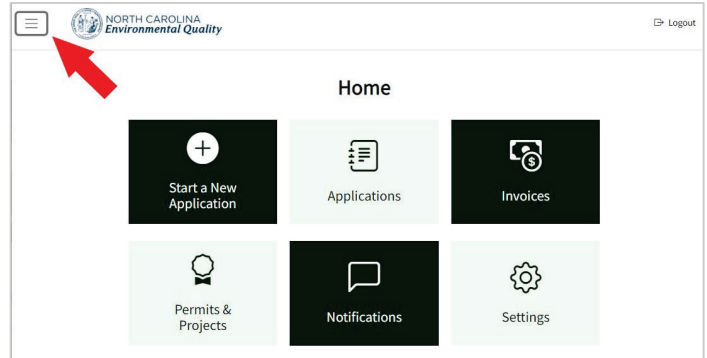 NORTH CAROLINA
Environmental Quality
Logout
Home
Start a New
Application
Applications
Invoices
Permits &
Projects
Notifications
Settings